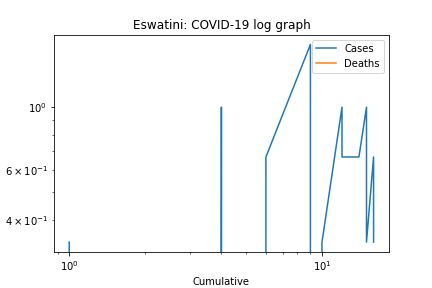 Eswatini: COVID-19 log graph
Cases
Deaths
10⁰
6 × 10⁻¹
4 × 10⁻¹
10⁰
10¹
Cumulative